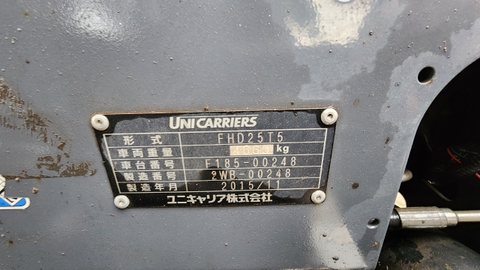 UNICARRIERS
形式 FHD25T5
車両重量 kg
車台番号 F18S-00248
製造番号 2WB-00248
製造年月 2015/11
ユニキャリア株式会社